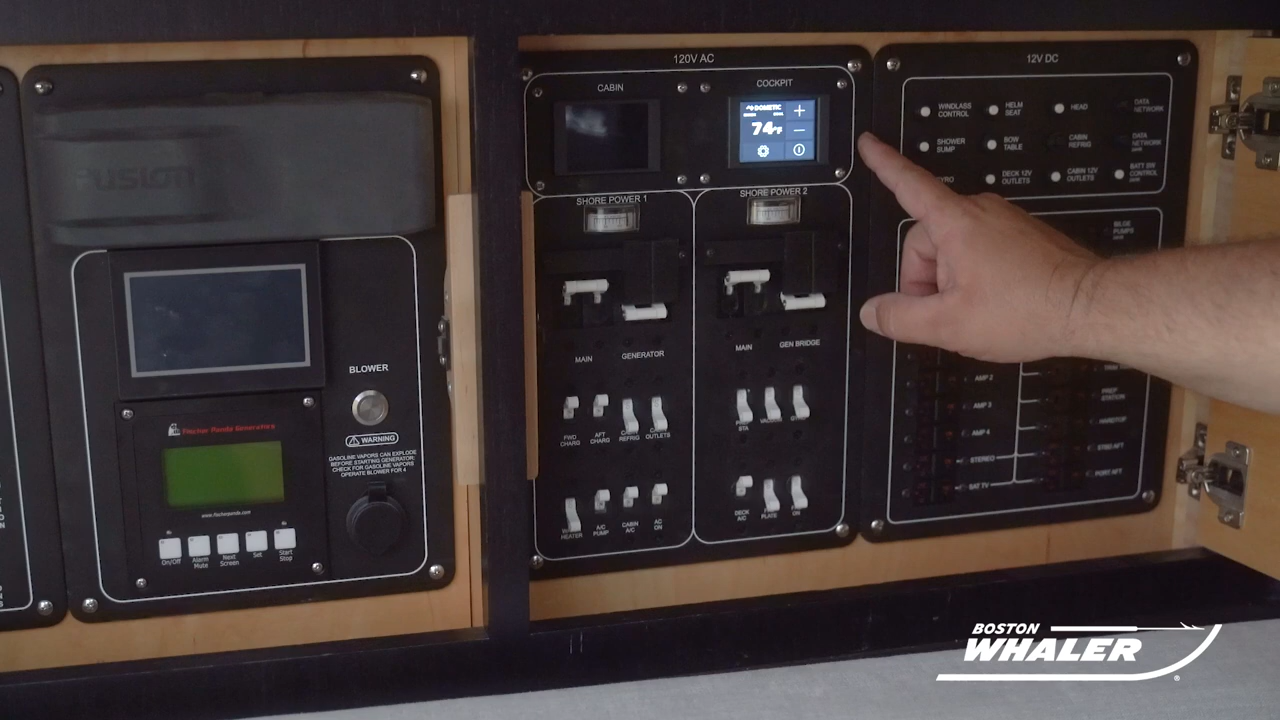 FUSION
BLOWER
WARNING
GASOLINE VAPORS CAN EXPLODE
BEFORE STARTING GENERATOR
CHECK FOR GASOLINE VAPORS
OPERATE BLOWER FOR 4
Fischer Panda Generators
www.fischerpanda.com
On/Off
Alarm
Mute
Next
Screen
Set
Start
Stop
120V AC
CABIN
COCKPIT
DOMETIC
74°F
SHORE POWER 1
SHORE POWER 2
MAIN
GENERATOR
MAIN
GEN BRIDGE
FWD
CHARG
AFT
CHARG
CABIN
REFRIG
OUTLETS
VACUUM
HEATER
A/C
PUMP
CABIN
A/C
AC
ON
DECK
A/C
PLATE
12V DC
WINDLASS
CONTROL
HELM
SEAT
HEAD
DATA
NETWORK
SHOWER
SUMP
BOW
TABLE
CABIN
REFRIG
DATA
NETWORK
DECK 12V
OUTLETS
CABIN 12V
OUTLETS
BATT SW
CONTROL
BILGE
PUMPS
AMP 2
AMP 3
AMP 4
STEREO
SAT TV
PREP
STATION
HARDTOP
STBD AFT
PORT AFT
BOSTON
WHALER